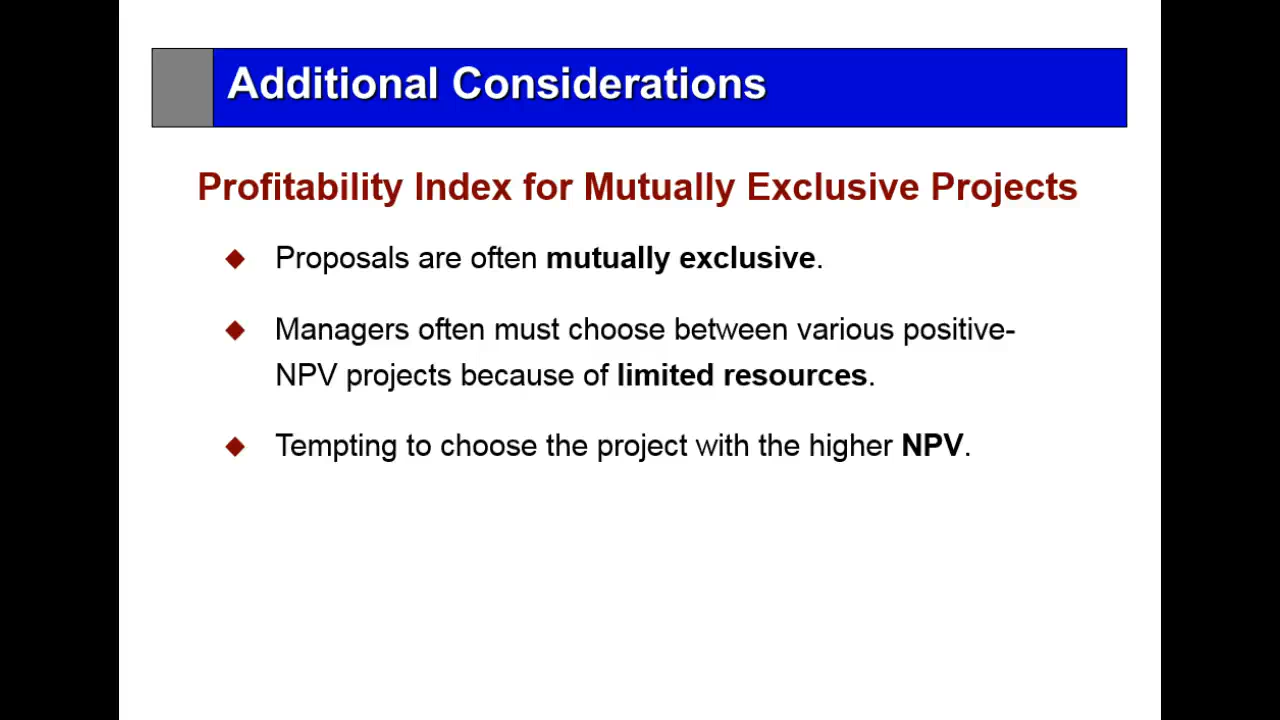 Additional Considerations
Profitability Index for Mutually Exclusive Projects
Proposals are often mutually exclusive.
Managers often must choose between various positive-
NPV projects because of limited resources.
Tempting to choose the project with the higher NPV.